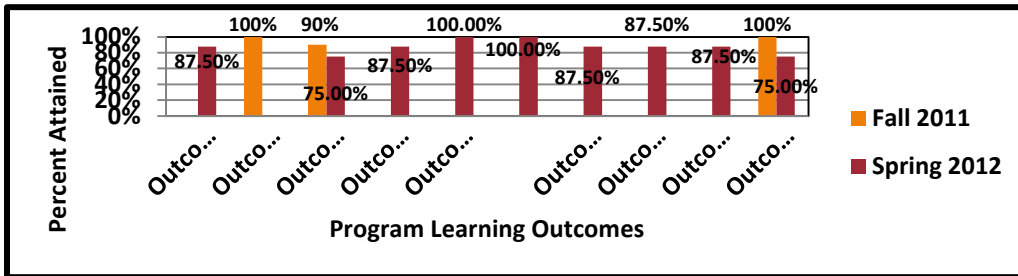 100% 90% 100.00% 87.50% 100%
100%
80%
60%
40%
20%
0%
87.50%
75.00%
87.50%
100.00%
87.50%
87.50%
75.00%
Percent Attained
Outco...
Outco...
Outco...
Outco...
Outco...
Outco...
Outco...
Outco...
Outco...
Program Learning Outcomes
Fall 2011
Spring 2012